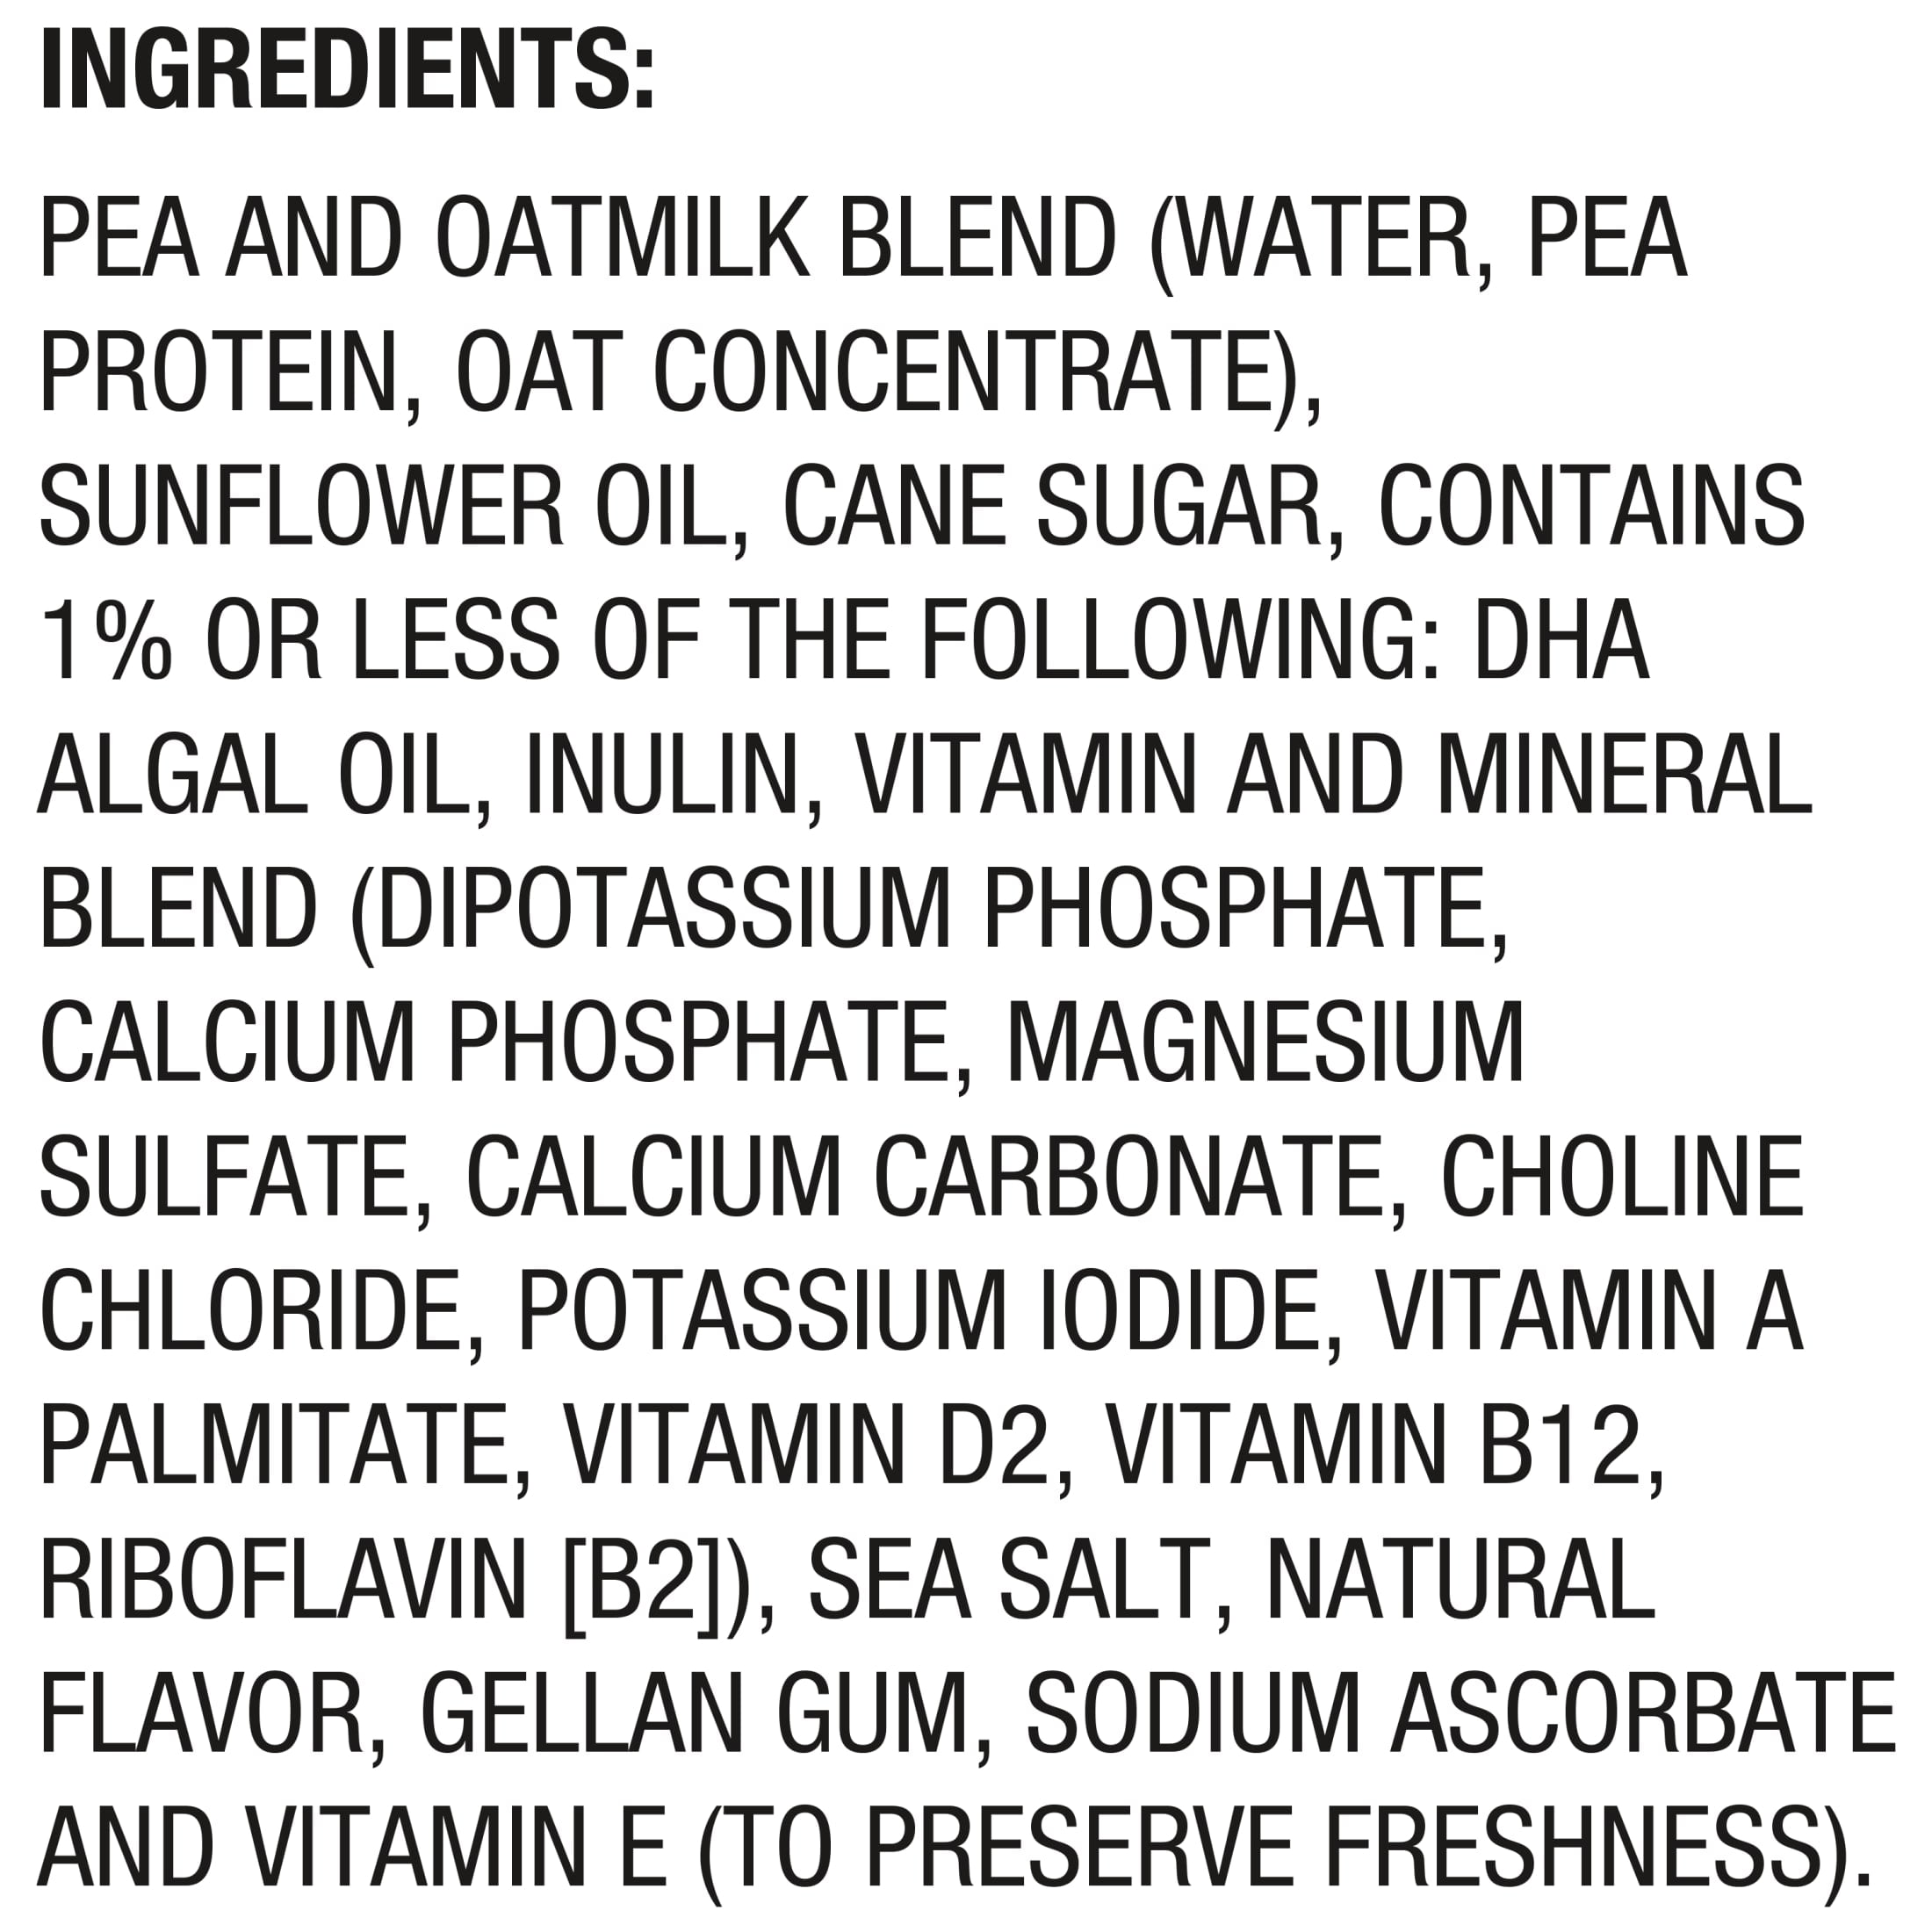 INGREDIENTS:
PEA AND OATMILK BLEND (WATER, PEA
PROTEIN, OAT CONCENTRATE),
SUNFLOWER OIL, CANE SUGAR, CONTAINS
1% OR LESS OF THE FOLLOWING: DHA
ALGAL OIL, INULIN, VITAMIN AND MINERAL
BLEND (DIPOTASSIUM PHOSPHATE,
CALCIUM PHOSPHATE, MAGNESIUM
SULFATE, CALCIUM CARBONATE, CHOLINE
CHLORIDE, POTASSIUM IODIDE, VITAMIN A
PALMITATE, VITAMIN D2, VITAMIN B12,
RIBOFLAVIN [B2]), SEA SALT, NATURAL
FLAVOR, GELLAN GUM, SODIUM ASCORBATE
AND VITAMIN E (TO PRESERVE FRESHNESS).